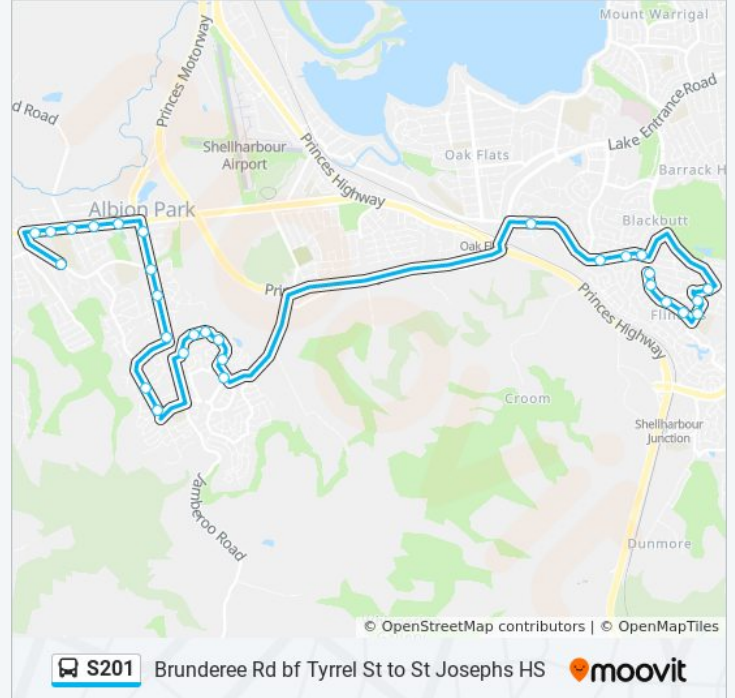 Mount Warrigal
Princes Motorway
d Road
Lake Entrance Road
Shellharbour
Airport
Princes Highway
Oak Flats
Barrack H
Albion Park
Blackbutt
Oak Fl
Pri
Princes Highway
Fli
Croom
Shellharbour
Junction
Jamberoo Road
Dunmore
© OpenStreetMap contributors | © OpenMapTiles
S201 Brunderee Rd bf Tyrrel St to St Josephs HS moovit